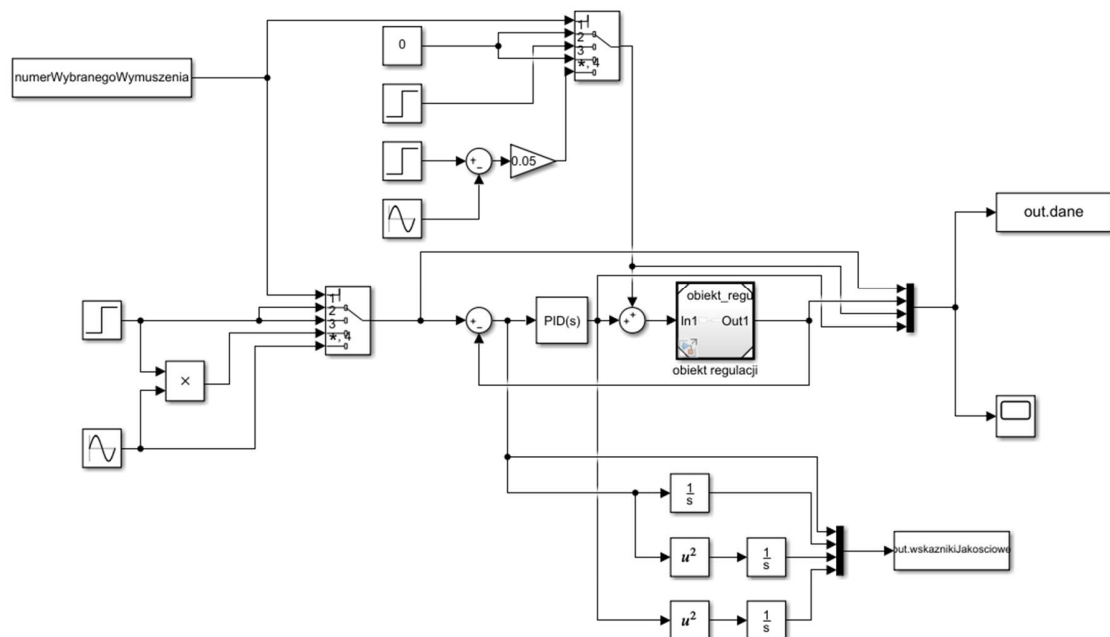 numerWybranegoWymuszenia
0
1
2
3
*, 4
+
−
0.05
out.dane
1
2
3
*, 4
+
−
PID(s)
+
+
obiekt_regu
In1
Out1
obiekt regulacji
×
1
s
u²
1
s
out.wskaznikiJakosciowe
u²
1
s